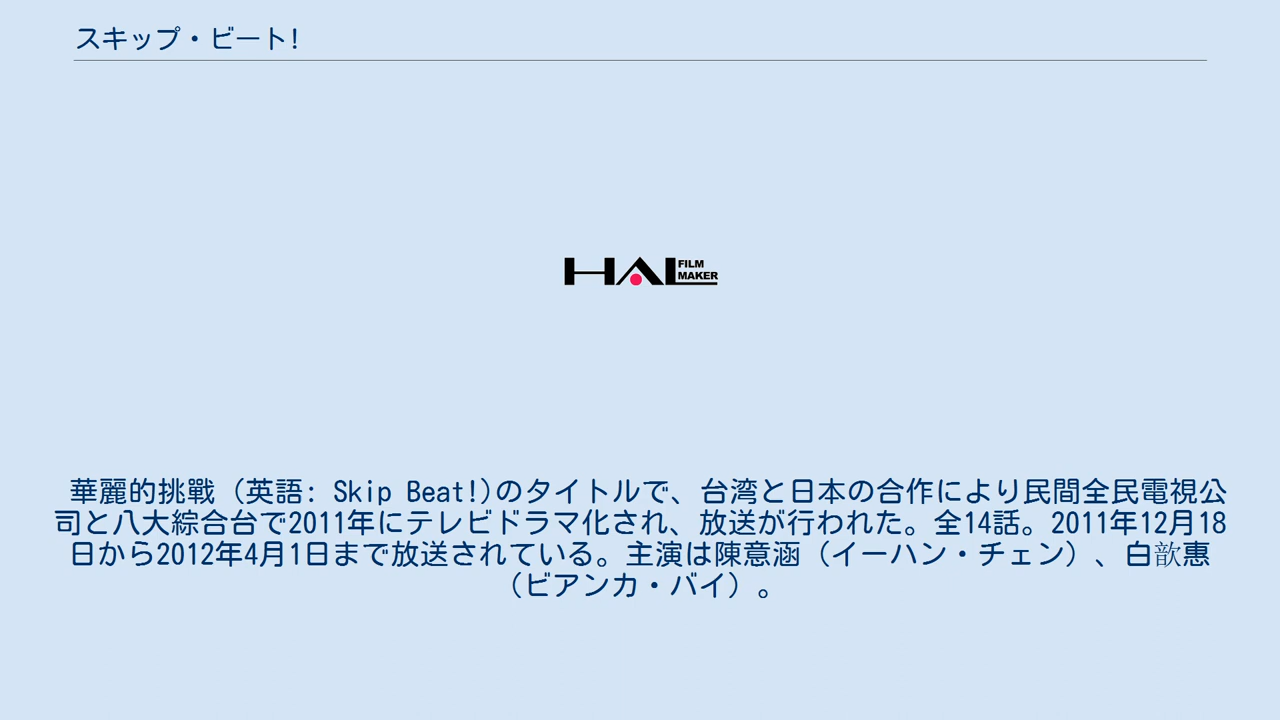 スキップ・ビート!
HAL FILM
MAKER
華麗的挑戰 (英語: Skip Beat!)のタイトルで、台湾と日本の合作により民間全民電視公
司と八大綜合台で2011年にテレビドラマ化され、放送が行われた。全14話。2011年12月18
日から2012年4月1日まで放送されている。主演は陳意涵（イーハン・チェン）、白歆惠
（ビアンカ・バイ）。